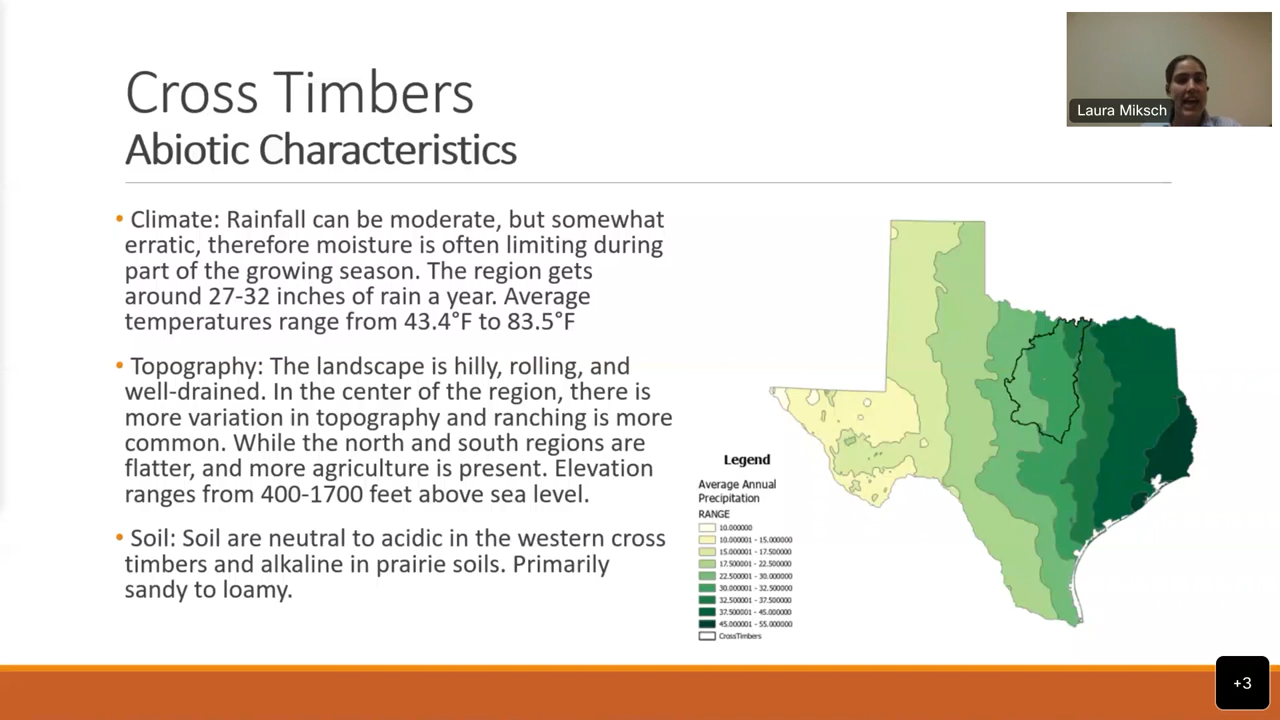 Cross Timbers
Abiotic Characteristics
Laura Miksch
• Climate: Rainfall can be moderate, but somewhat
erratic, therefore moisture is often limiting during
part of the growing season. The region gets
around 27-32 inches of rain a year. Average
temperatures range from 43.4°F to 83.5°F
• Topography: The landscape is hilly, rolling, and
well-drained. In the center of the region, there is
more variation in topography and ranching is more
common. While the north and south regions are
flatter, and more agriculture is present. Elevation
ranges from 400-1700 feet above sea level.
• Soil: Soil are neutral to acidic in the western cross
timbers and alkaline in prairie soils. Primarily
sandy to loamy.
Legend
Average Annual
Precipitation
RANGE
10.000000
10.000001 - 15.000000
15.000001 - 17.500000
17.500001 - 22.500000
22.500001 - 30.000000
30.000001 - 32.500000
32.500001 - 37.500000
37.500001 - 45.000000
45.000001 - 55.000000
CrossTimbers
+3